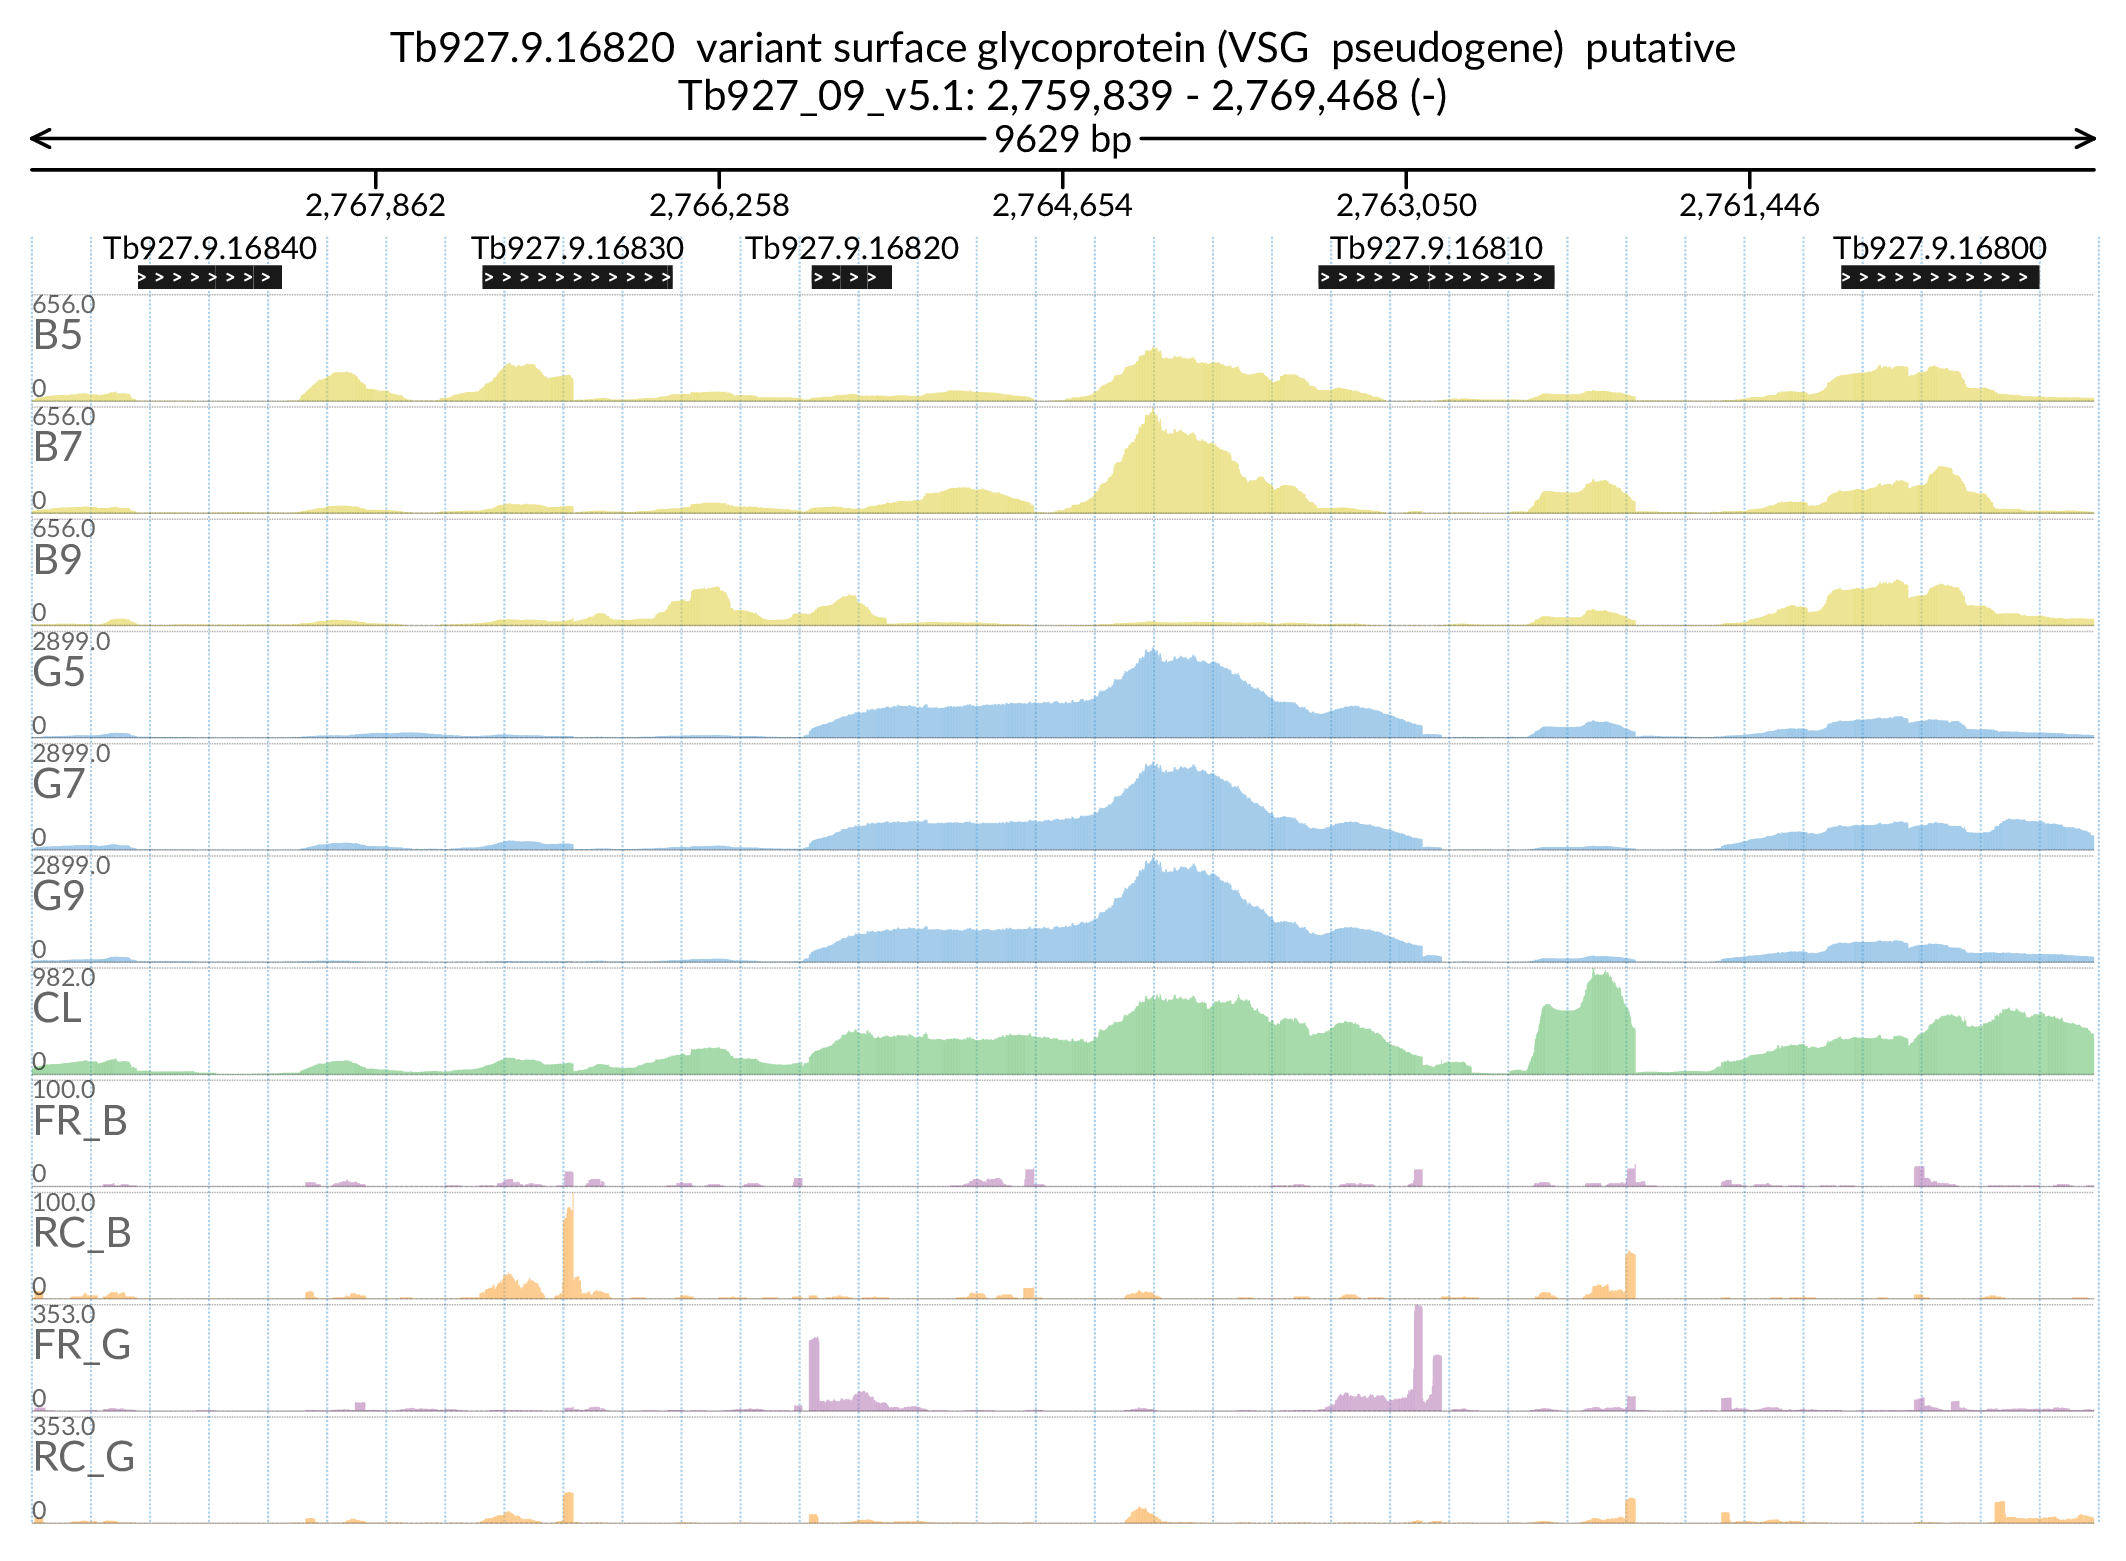 Tb927.9.16820  variant surface glycoprotein (VSG  pseudogene)  putative
Tb927_09_v5.1: 2,759,839 - 2,769,468 (-)
9629 bp
2,767,862 2,766,258 2,764,654 2,763,050 2,761,446
Tb927.9.16840 Tb927.9.16830 Tb927.9.16820 Tb927.9.16810 Tb927.9.16800
656.0
B5
0
656.0
B7
0
656.0
B9
0
2899.0
G5
0
2899.0
G7
0
2899.0
G9
0
982.0
CL
0
100.0
FR_B
0
100.0
RC_B
0
353.0
FR_G
0
353.0
RC_G
0